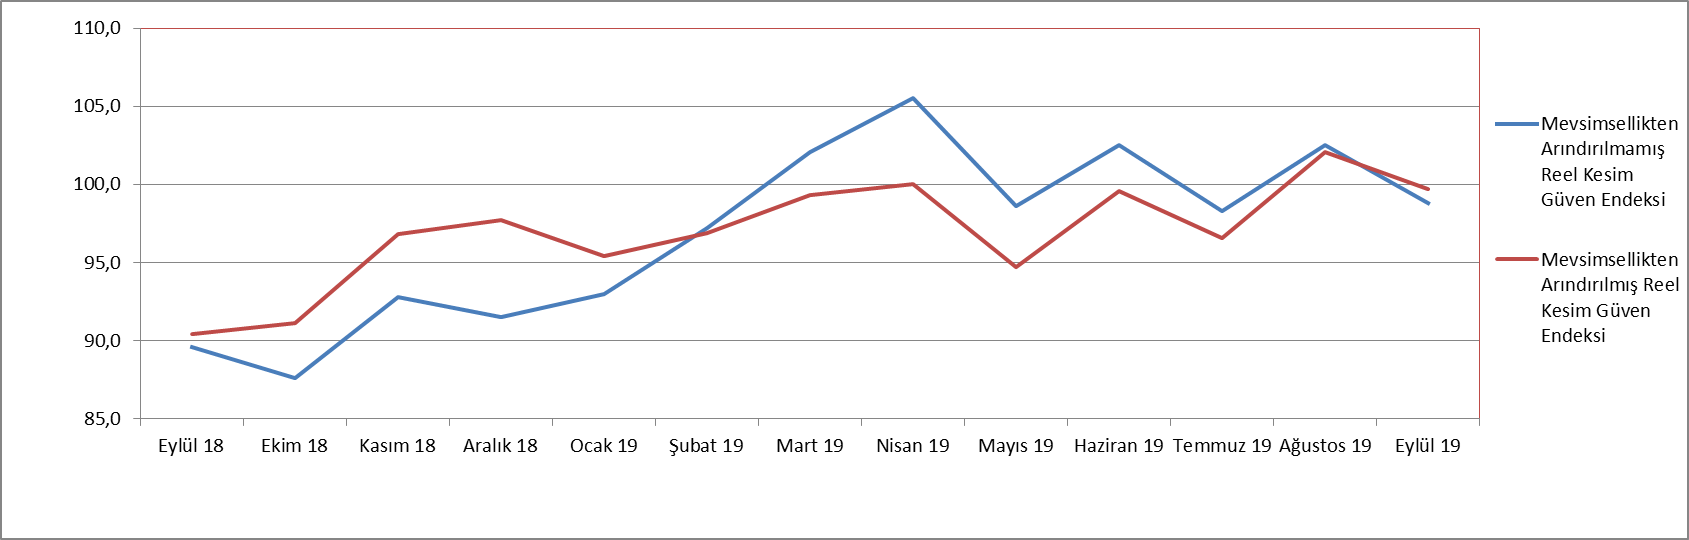 110,0
105,0
100,0
95,0
90,0
85,0
Eylül 18 Ekim 18 Kasım 18 Aralık 18 Ocak 19 Şubat 19 Mart 19 Nisan 19 Mayıs 19 Haziran 19 Temmuz 19 Ağustos 19 Eylül 19
Mevsimsellikten
Arındırılmamış
Reel Kesim
Güven Endeksi
Mevsimsellikten
Arındırılmış Reel
Kesim Güven
Endeksi